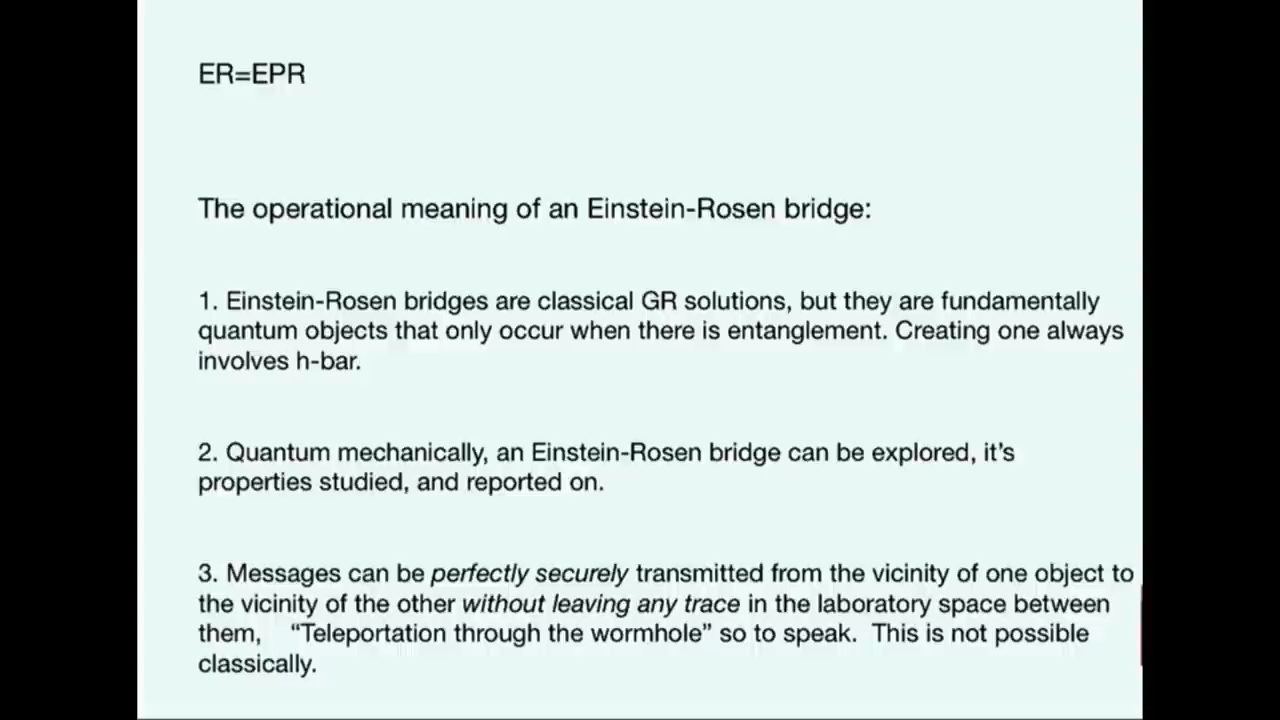 ER=EPR
The operational meaning of an Einstein-Rosen bridge:
1. Einstein-Rosen bridges are classical GR solutions, but they are fundamentally
quantum objects that only occur when there is entanglement. Creating one always
involves h-bar.
2. Quantum mechanically, an Einstein-Rosen bridge can be explored, it's
properties studied, and reported on.
3. Messages can be perfectly securely transmitted from the vicinity of one object to
the vicinity of the other without leaving any trace in the laboratory space between
them, “Teleportation through the wormhole” so to speak. This is not possible
classically.